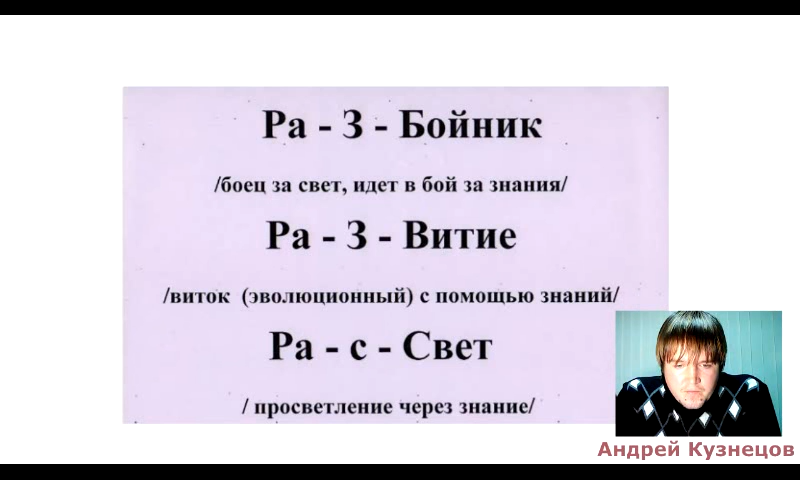 Ра - З - Бойник
/боец за свет, идет в бой за знания/
Ра - З - Витие
/виток (эволюционный) с помощью знаний/
Ра - с - Свет
/ просветление через знание/
Андрей Кузнецов